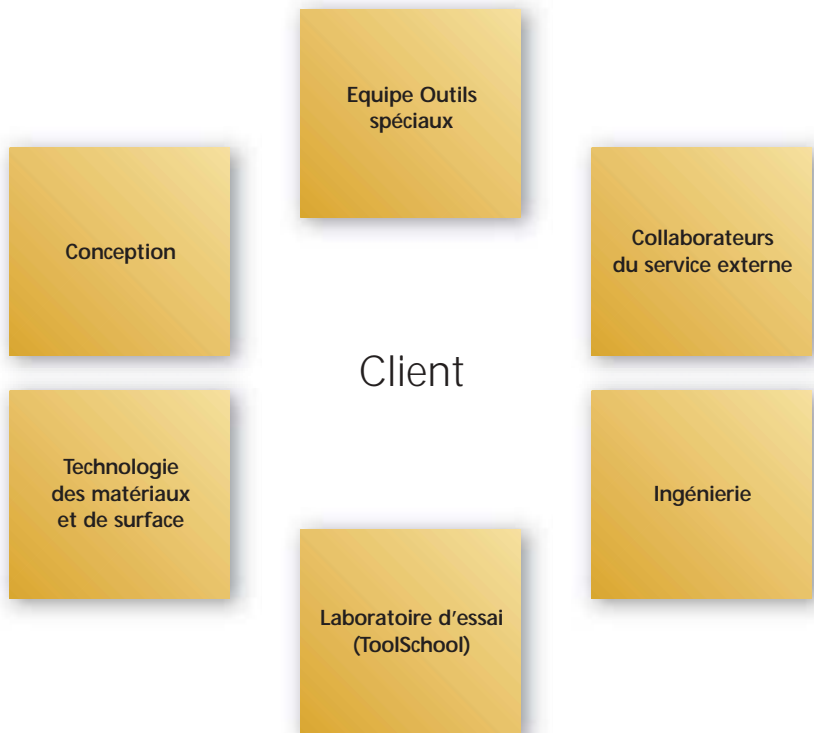 Equipe Outils
spéciaux
Conception
Collaborateurs
du service externe
Client
Technologie
des matériaux
et de surface
Ingénierie
Laboratoire d'essai
(ToolSchool)